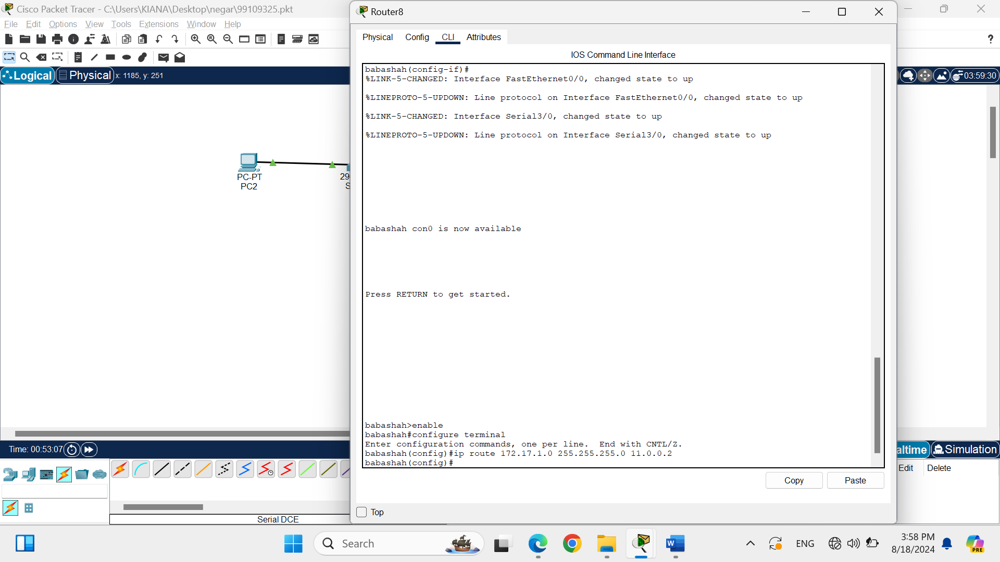 Cisco Packet Tracer - C:\Users\KIANA\Desktop\negar\99109325.pkt
File Edit Options View Tools Extensions Window Help
?
Logical Physical x: 1185, y: 251
03:59:30
PC-PT
PC2
29
S
Router8
Physical Config CLI Attributes
IOS Command Line Interface
babashah(config-if)#
%LINK-5-CHANGED: Interface FastEthernet0/0, changed state to up
%LINEPROTO-5-UPDOWN: Line protocol on Interface FastEthernet0/0, changed state to up
%LINK-5-CHANGED: Interface Serial3/0, changed state to up
%LINEPROTO-5-UPDOWN: Line protocol on Interface Serial3/0, changed state to up
babashah con0 is now available
Press RETURN to get started.
babashah>enable
babashah#configure terminal
Enter configuration commands, one per line.  End with CNTL/Z.
babashah(config)#ip route 172.17.1.0 255.255.255.0 11.0.0.2
babashah(config)#
Copy Paste
Top
Time: 00:53:07
altime Simulation
Edit Delete
Serial DCE
Search
ENG
3:58 PM
8/18/2024
PRE